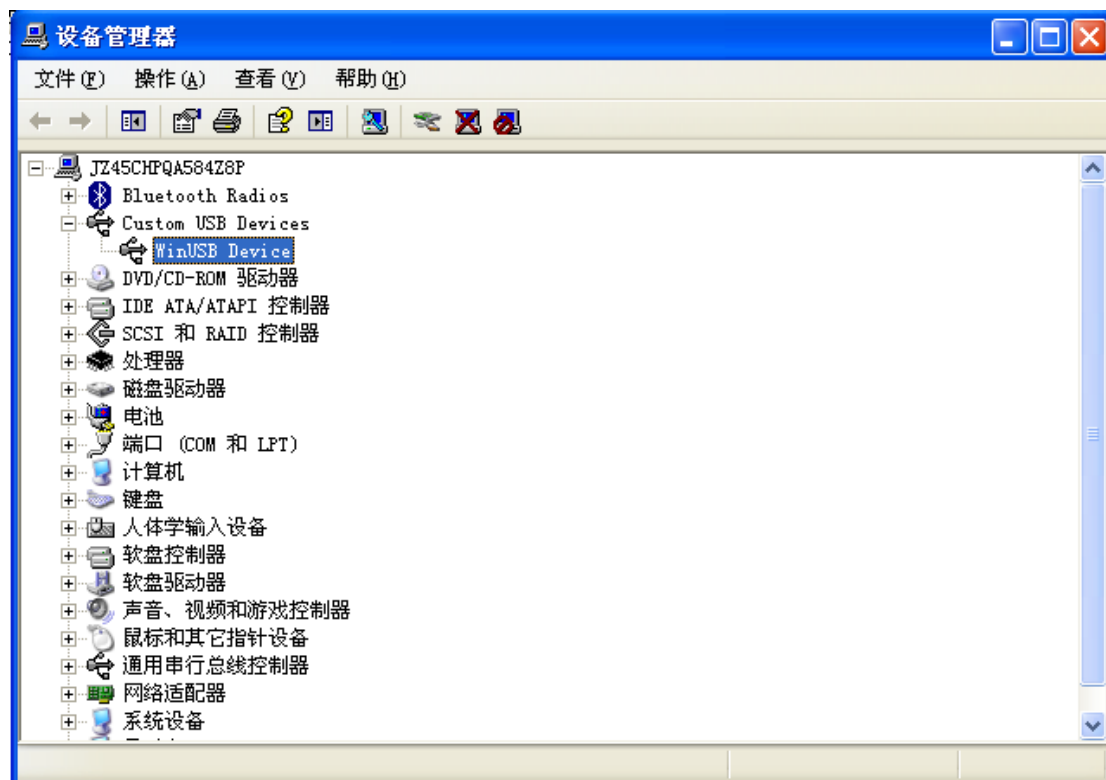 设备管理器
文件(F) 操作(A) 查看(V) 帮助(H)
JZ45CHPQA584Z8P
Bluetooth Radios
Custom USB Devices
WinUSB Device
DVD/CD-ROM 驱动器
IDE ATA/ATAPI 控制器
SCSI 和 RAID 控制器
处理器
磁盘驱动器
电池
端口 (COM 和 LPT)
计算机
键盘
人体学输入设备
软盘控制器
软盘驱动器
声音、视频和游戏控制器
鼠标和其它指针设备
通用串行总线控制器
网络适配器
系统设备